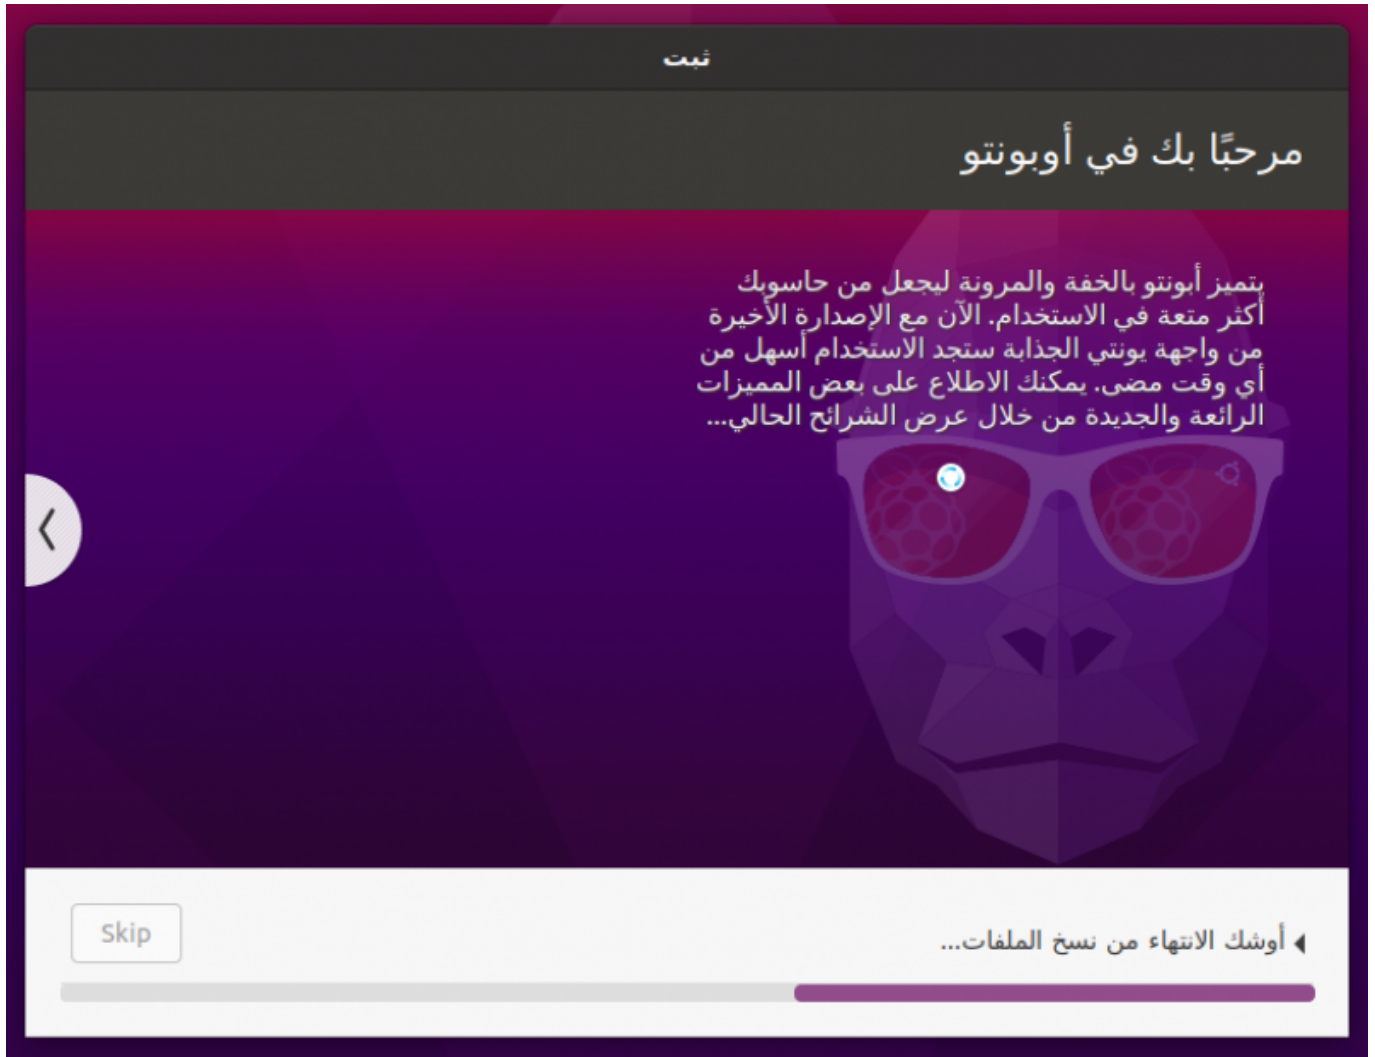 ثبت
مرحبًا بك في أوبونتو
يتميز أبونتو بالخفة والمرونة ليجعل من حاسوبك
أكثر متعة في الاستخدام. الآن مع الإصدارة الأخيرة
من واجهة يونتي الجذابة ستجد الاستخدام أسهل من
أي وقت مضى. يمكنك الاطلاع على بعض المميزات
الرائعة والجديدة من خلال عرض الشرائح الحالي...
أوشك الانتهاء من نسخ الملفات...
Skip